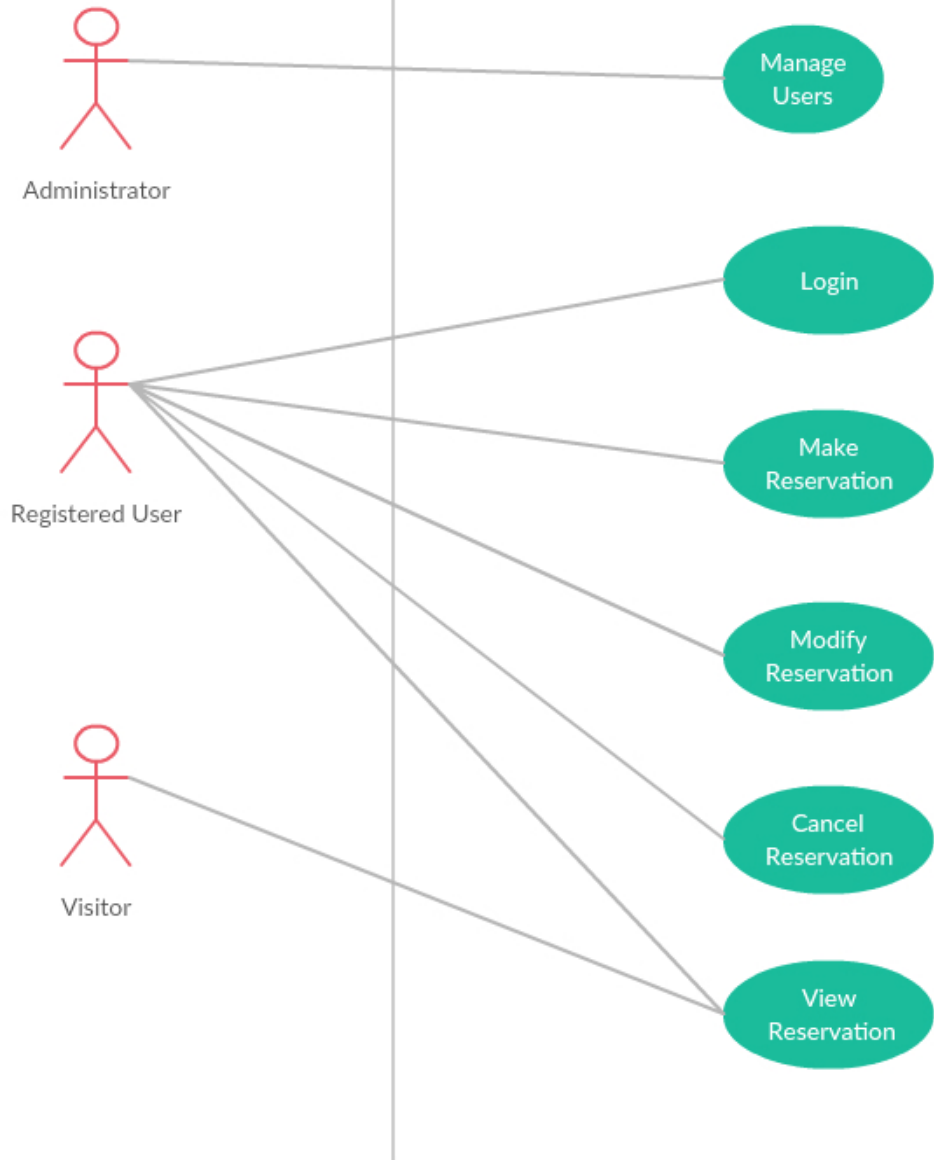 Manage
Users
Administrator
Login
Make
Reservation
Registered User
Modify
Reservation
Cancel
Reservation
Visitor
View
Reservation